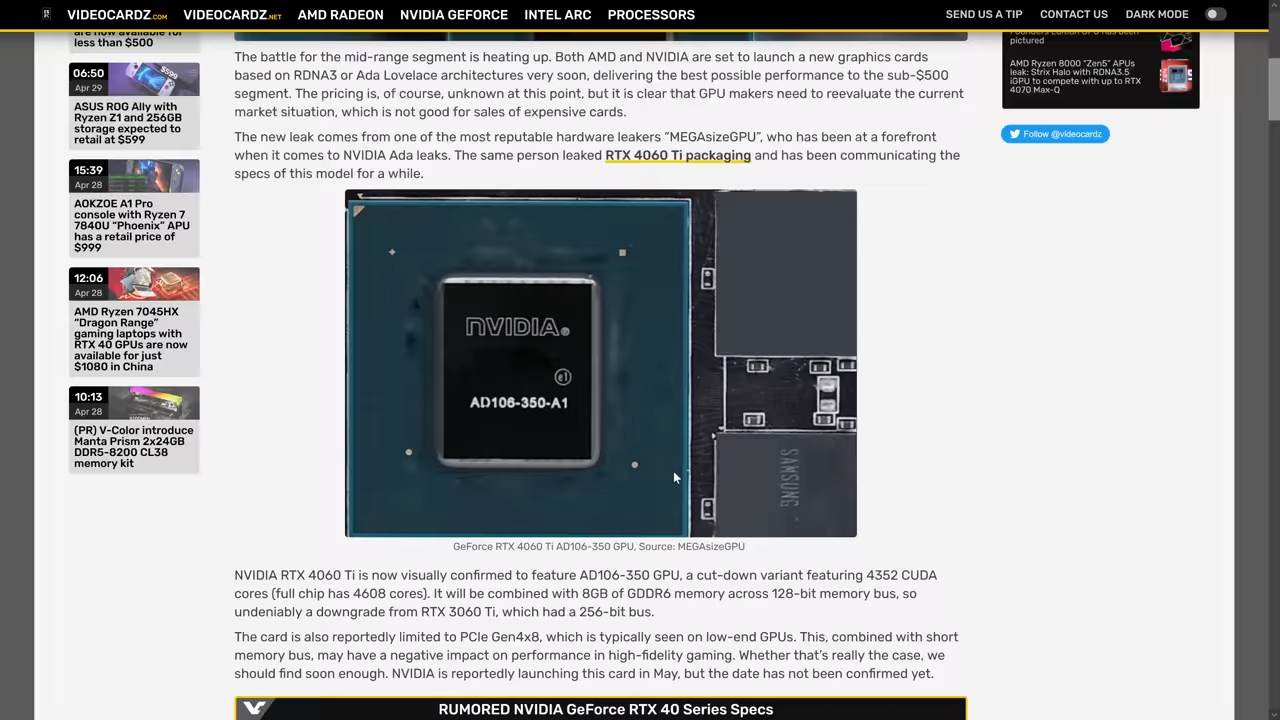 VIDEOCARDZ.COM
VIDEOCARDZ.NET
AMD RADEON
NVIDIA GEFORCE
INTEL ARC
PROCESSORS
SEND US A TIP
CONTACT US
DARK MODE
are now available for
less than $500
06:50
Apr 29
$599
ASUS ROG Ally with
Ryzen Z1 and 256GB
storage expected to
retail at $599
15:39
Apr 28
AOKZOE A1 Pro
console with Ryzen 7
7840U “Phoenix” APU
has a retail price of
$999
12:06
Apr 28
AMD Ryzen 7045HX
“Dragon Range”
gaming laptops with
RTX 40 GPUs are now
available for just
$1080 in China
10:13
Apr 28
(PR) V-Color introduce
Manta Prism 2x24GB
DDR5-8200 CL38
memory kit
The battle for the mid-range segment is heating up. Both AMD and NVIDIA are set to launch a new graphics cards
based on RDNA3 or Ada Lovelace architectures very soon, delivering the best possible performance to the sub-$500
segment. The pricing is, of course, unknown at this point, but it is clear that GPU makers need to reevaluate the current
market situation, which is not good for sales of expensive cards.
The new leak comes from one of the most reputable hardware leakers “MEGAsizeGPU”, who has been at a forefront
when it comes to NVIDIA Ada leaks. The same person leaked RTX 4060 Ti packaging and has been communicating the
specs of this model for a while.
NVIDIA
e1
AD106-350-A1
SAMSUNG
GeForce RTX 4060 Ti AD106-350 GPU, Source: MEGAsizeGPU
NVIDIA RTX 4060 Ti is now visually confirmed to feature AD106-350 GPU, a cut-down variant featuring 4352 CUDA
cores (full chip has 4608 cores). It will be combined with 8GB of GDDR6 memory across 128-bit memory bus, so
undeniably a downgrade from RTX 3060 Ti, which had a 256-bit bus.
The card is also reportedly limited to PCIe Gen4x8, which is typically seen on low-end GPUs. This, combined with short
memory bus, may have a negative impact on performance in high-fidelity gaming. Whether that’s really the case, we
should find soon enough. NVIDIA is reportedly launching this card in May, but the date has not been confirmed yet.
RUMORED NVIDIA GeForce RTX 40 Series Specs
Founders Edition GPU has been
pictured
AMD Ryzen 8000 “Zen5” APUs
leak: Strix Halo with RDNA3.5
iGPU to compete with up to RTX
4070 Max-Q
Follow @videocardz